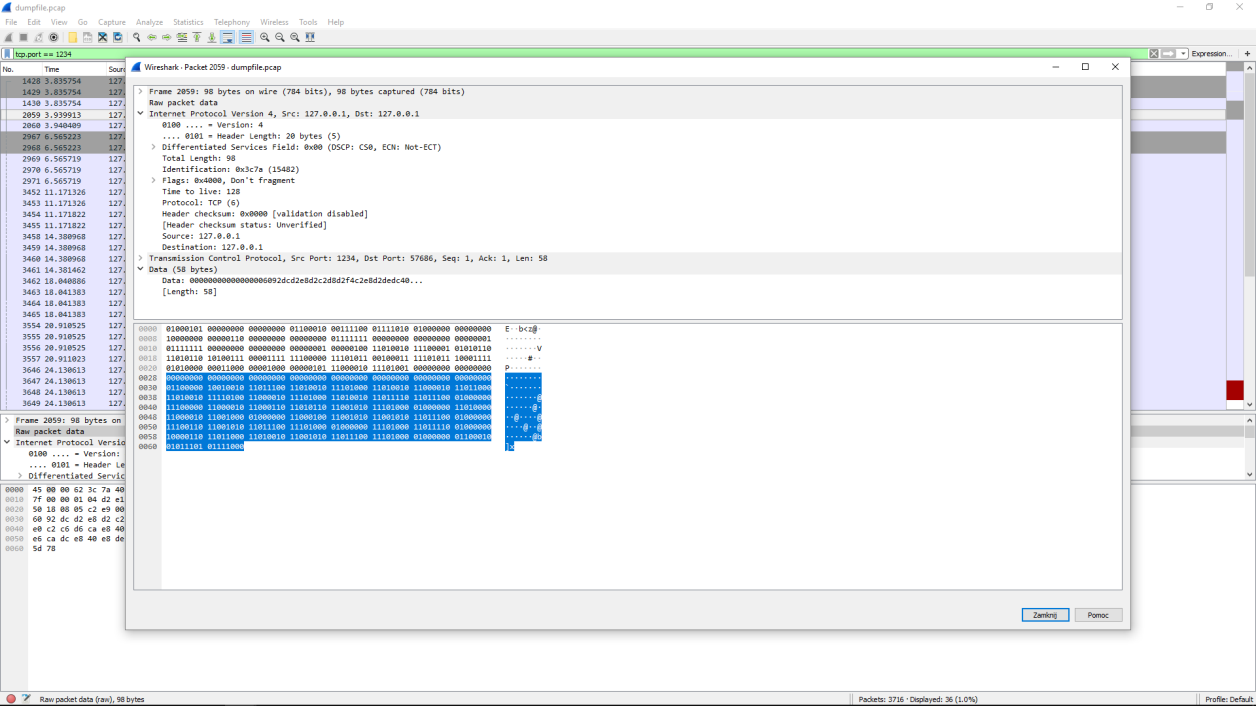 dumpfile.pcap
File Edit View Go Capture Analyze Statistics Telephony Wireless Tools Help
tcp.port == 1234
Expression... +
No. Time Sourc
1428 3.835754 127.
1429 3.835754 127.
1430 3.835754 127.
2059 3.939913 127.
2060 3.940409 127.
2967 6.565223 127.
2968 6.565223 127.
2969 6.565719 127.
2970 6.565719 127.
2971 6.565719 127.
3452 11.171326 127.
3453 11.171326 127.
3454 11.171822 127.
3455 11.171822 127.
3458 14.380968 127.
3459 14.380968 127.
3460 14.380968 127.
3461 14.381462 127.
3462 18.040886 127.
3463 18.041383 127.
3464 18.041383 127.
3465 18.041383 127.
3554 20.910525 127.
3555 20.910525 127.
3556 20.910525 127.
3557 20.911023 127.
3646 24.130613 127.
3647 24.130613 127.
3648 24.130613 127.
3649 24.130613 127.
Frame 2059: 98 bytes on
Raw packet data
Internet Protocol Versio
0100 .... = Version:
.... 0101 = Header Le
Differentiated Servic
0000 45 00 00 62 3c 7a 40
0010 7f 00 00 01 04 d2 e1
0020 50 18 08 05 c2 e9 00
0030 60 92 dc d2 e8 d2 c2
0040 e0 c2 c6 d6 ca e8 40
0050 e6 ca dc e8 40 e8 de
0060 5d 78
Wireshark · Packet 2059 · dumpfile.pcap
Frame 2059: 98 bytes on wire (784 bits), 98 bytes captured (784 bits)
Raw packet data
Internet Protocol Version 4, Src: 127.0.0.1, Dst: 127.0.0.1
0100 .... = Version: 4
.... 0101 = Header Length: 20 bytes (5)
Differentiated Services Field: 0x00 (DSCP: CS0, ECN: Not-ECT)
Total Length: 98
Identification: 0x3c7a (15482)
Flags: 0x4000, Don't fragment
Time to live: 128
Protocol: TCP (6)
Header checksum: 0x0000 [validation disabled]
[Header checksum status: Unverified]
Source: 127.0.0.1
Destination: 127.0.0.1
Transmission Control Protocol, Src Port: 1234, Dst Port: 57686, Seq: 1, Ack: 1, Len: 58
Data (58 bytes)
Data: 00000000000000006092dcd2e8d2c2d8d2f4c2e8d2dedc40...
[Length: 58]
0000 01000101 00000000 00000000 01100010 00111100 01111010 01000000 00000000 E··b<z@·
0008 10000000 00000110 00000000 00000000 01111111 00000000 00000000 00000001 ········
0010 01111111 00000000 00000000 00000001 00000100 11010010 11100001 01010110 ·······V
0018 11010110 10100111 00001111 11100000 11101011 00100011 11101011 10001111 ·····#··
0020 01010000 00011000 00001000 00000101 11000010 11101001 00000000 00000000 P·······
0028 00000000 00000000 00000000 00000000 00000000 00000000 00000000 00000000 ········
0030 01100000 10010010 11011100 11010010 11101000 11010010 11000010 11011000 `·······
0038 11010010 11110100 11000010 11101000 11010010 11011110 11011100 01000000 ·······@
0040 11100000 11000010 11000110 11010110 11001010 11101000 01000000 11010000 ······@·
0048 11000010 11001000 01000000 11000100 11001010 11001010 11011100 01000000 ··@····@
0050 11100110 11001010 11011100 11101000 01000000 11101000 11011110 01000000 ····@··@
0058 10000110 11011000 11010010 11001010 11011100 11101000 01000000 01100010 ······@b
0060 01011101 01111000 ]x
Zamknij Pomoc
Raw packet data (raw), 98 bytes
Packets: 3716 · Displayed: 36 (1.0%)
Profile: Default